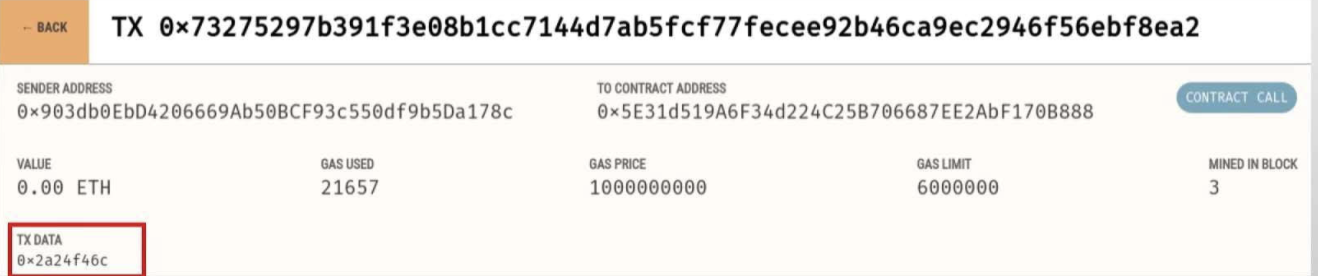 ← BACK
TX 0×73275297b391f3e08b1cc7144d7ab5fcf77fecee92b46ca9ec2946f56ebf8ea2
SENDER ADDRESS
0×903db0EbD4206669Ab50BCF93c550df9b5Da178c
TO CONTRACT ADDRESS
0×5E31d519A6F34d224C25B706687EE2AbF170B888
CONTRACT CALL
VALUE
0.00 ETH
GAS USED
21657
GAS PRICE
1000000000
GAS LIMIT
6000000
MINED IN BLOCK
3
TX DATA
0×2a24f46c